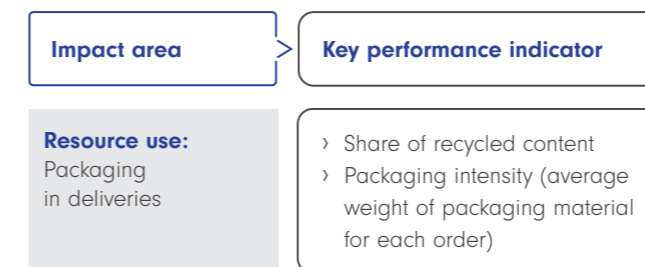 Impact area
Key performance indicator
Resource use:
Packaging
in deliveries
› Share of recycled content
› Packaging intensity (average
weight of packaging material
for each order)